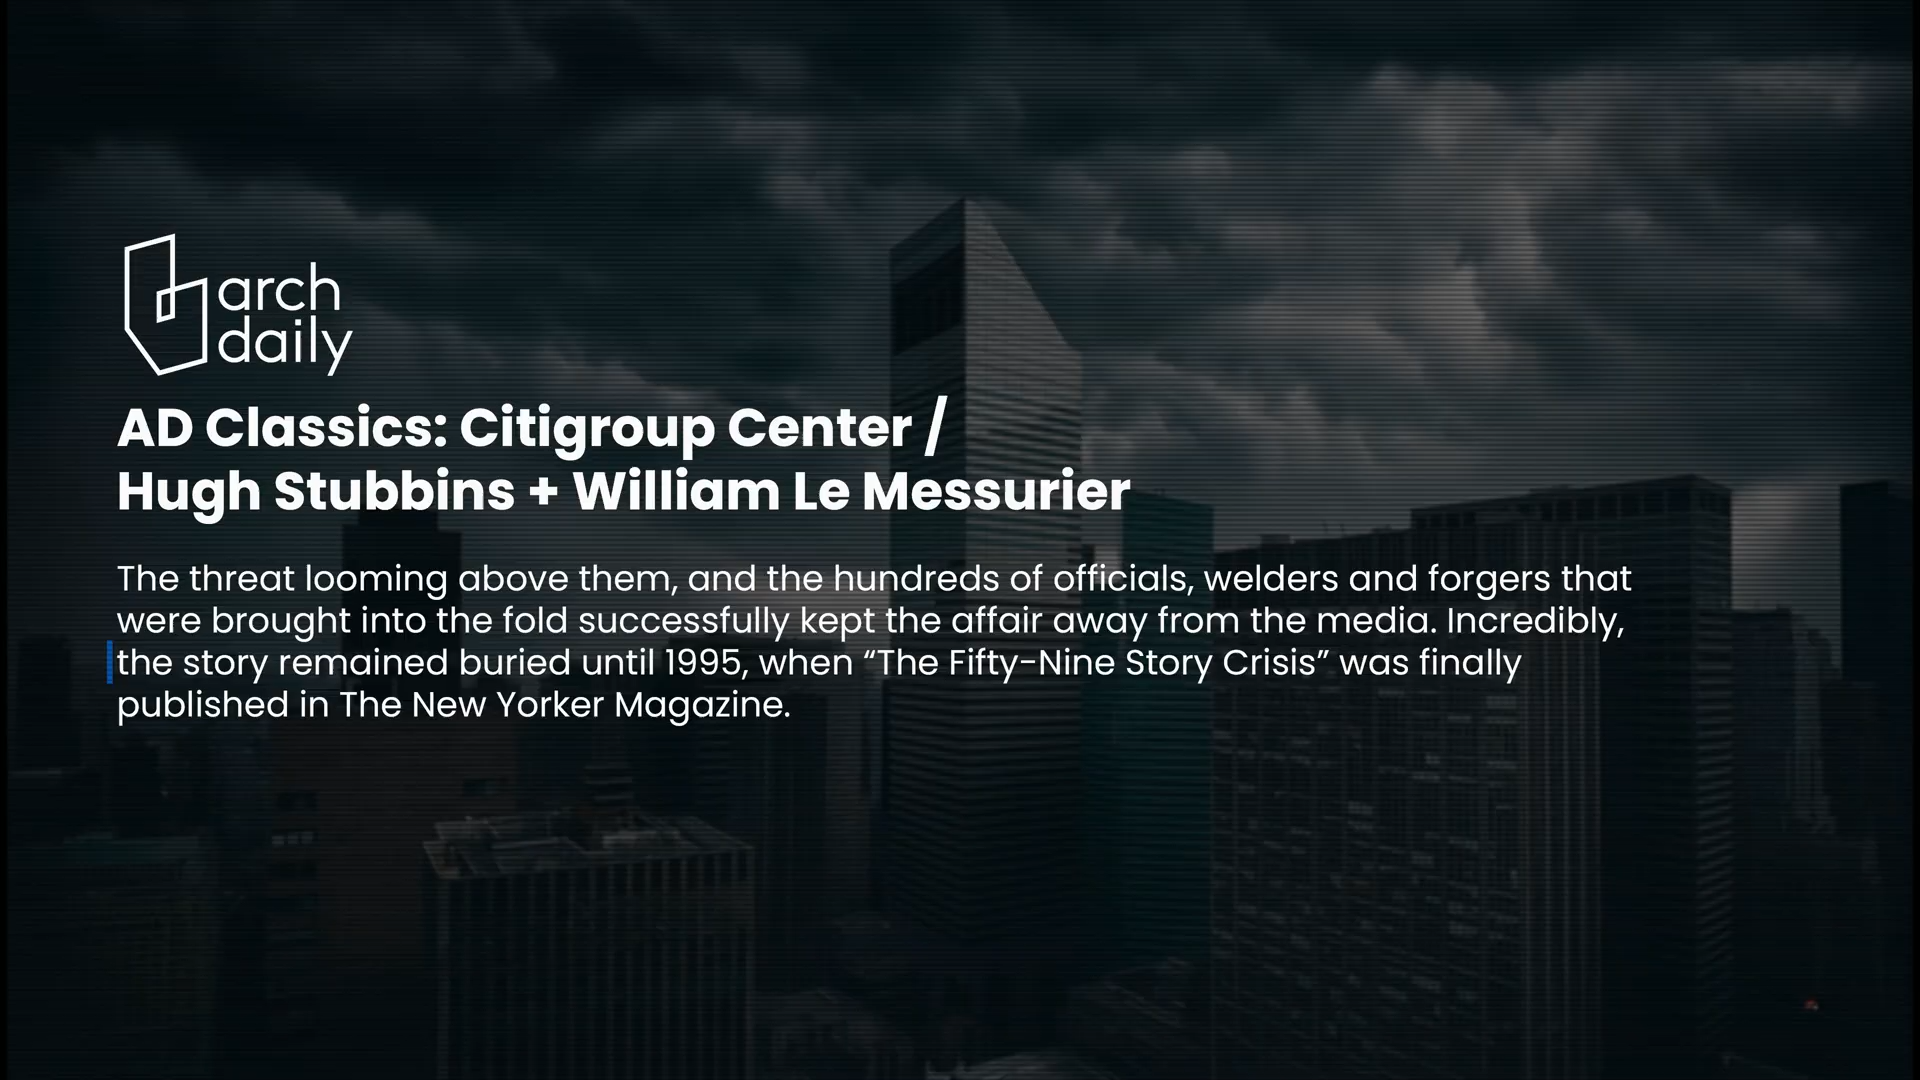 arch
daily
AD Classics: Citigroup Center /
Hugh Stubbins + William Le Messurier
The threat looming above them, and the hundreds of officials, welders and forgers that
were brought into the fold successfully kept the affair away from the media. Incredibly,
the story remained buried until 1995, when “The Fifty-Nine Story Crisis” was finally
published in The New Yorker Magazine.